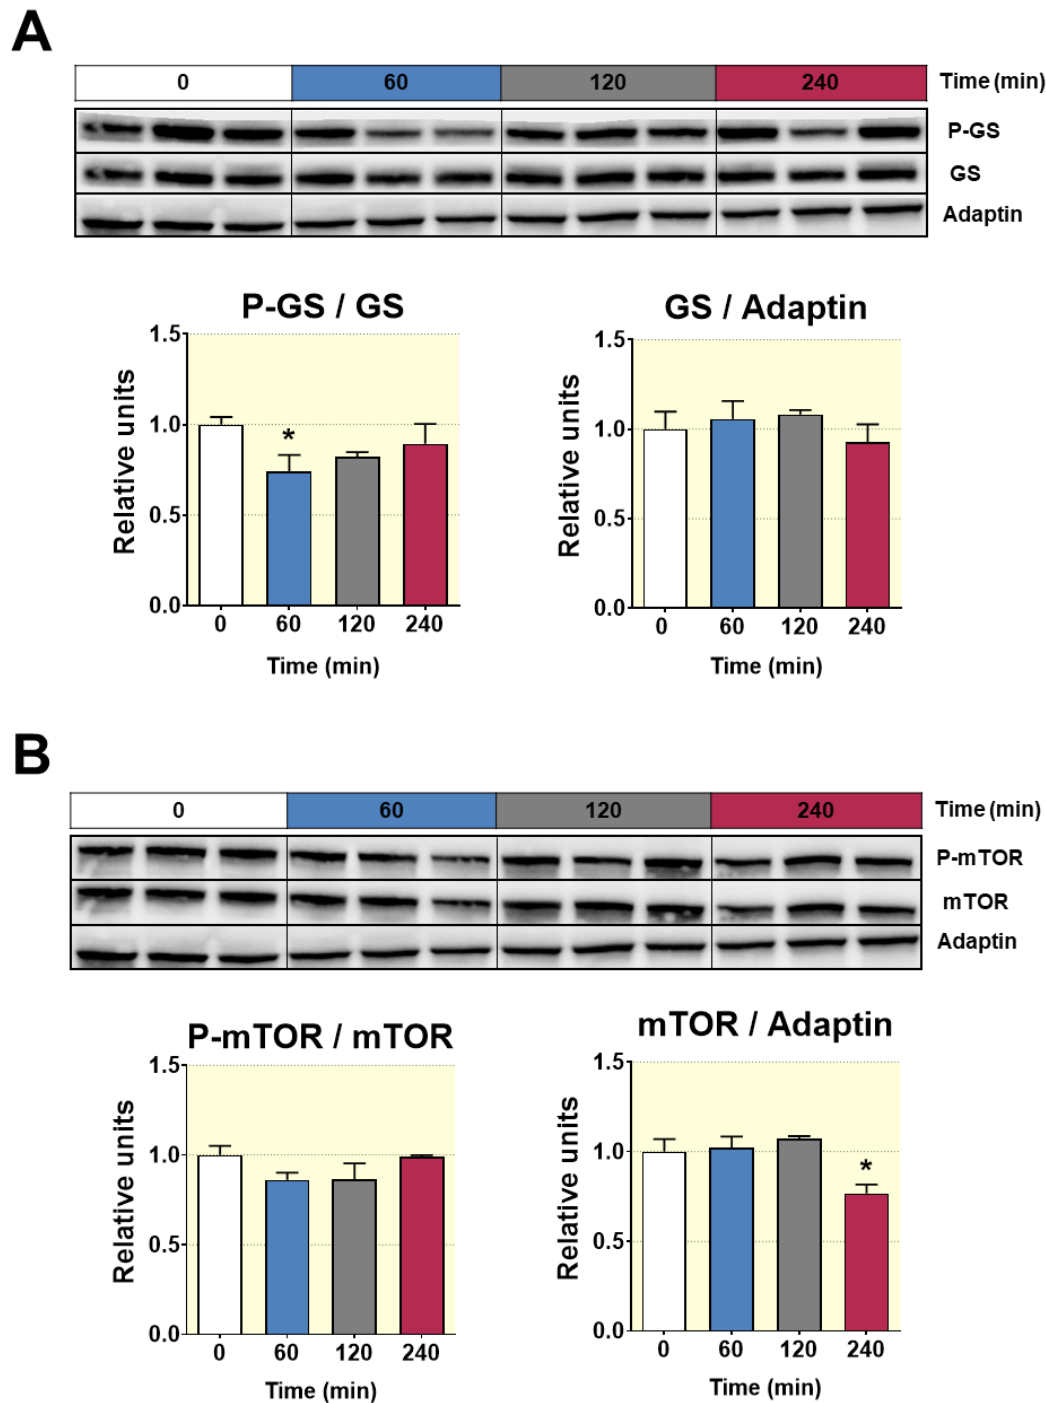 A
0 60 120 240 Time (min)
P-GS
GS
Adaptin
P-GS / GS
1.5
1.0
0.5
0.0
Relative units
*
0 60 120 240
Time (min)
GS / Adaptin
1.5
1.0
0.5
0.0
Relative units
0 60 120 240
Time (min)
B
0 60 120 240 Time (min)
P-mTOR
mTOR
Adaptin
P-mTOR / mTOR
1.5
1.0
0.5
0.0
Relative units
0 60 120 240
Time (min)
mTOR / Adaptin
1.5
1.0
0.5
0.0
Relative units
*
0 60 120 240
Time (min)